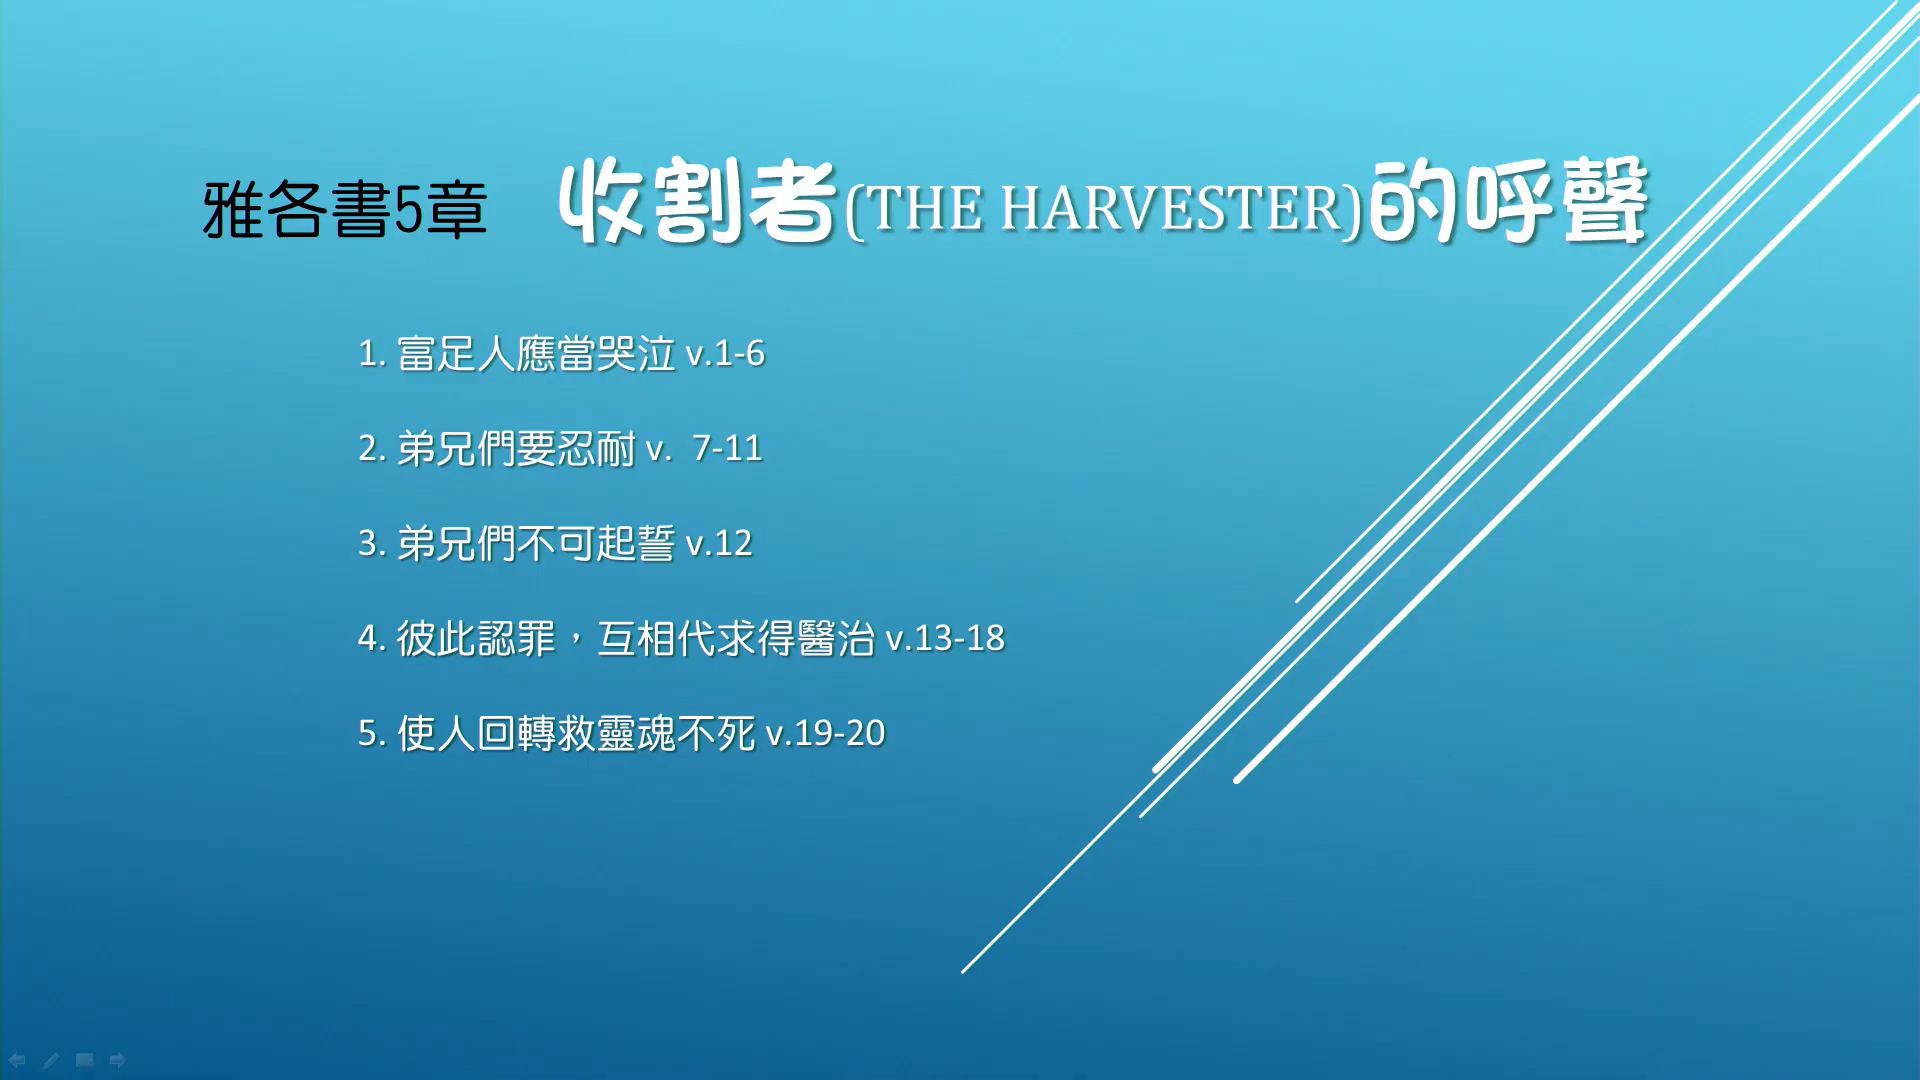 雅各書5章 收割者(THE HARVESTER)的呼聲
1. 富足人應當哭泣 v.1-6
2. 弟兄們要忍耐 v. 7-11
3. 弟兄們不可起誓 v.12
4. 彼此認罪，互相代求得醫治 v.13-18
5. 使人回轉救靈魂不死 v.19-20